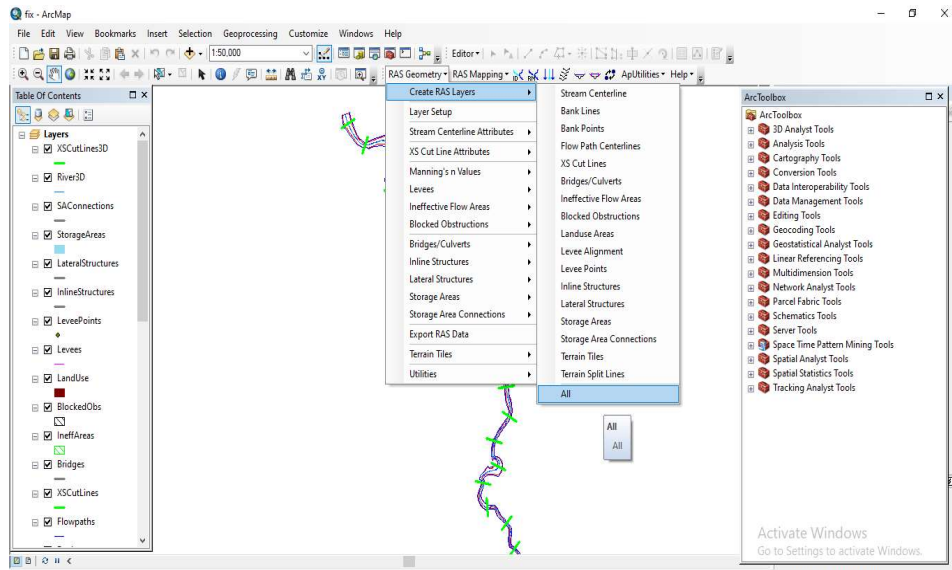 fix - ArcMap
File Edit View Bookmarks Insert Selection Geoprocessing Customize Windows Help
1:50,000
Editor
RAS Geometry RAS Mapping ApUtilities Help
Table Of Contents
Layers
XSCutLines3D
River3D
SAConnections
StorageAreas
LateralStructures
InlineStructures
LeveePoints
Levees
LandUse
BlockedObs
IneffAreas
Bridges
XSCutLines
Flowpaths
Create RAS Layers
Layer Setup
Stream Centerline Attributes
XS Cut Line Attributes
Manning's n Values
Levees
Ineffective Flow Areas
Blocked Obstructions
Bridges/Culverts
Inline Structures
Lateral Structures
Storage Areas
Storage Area Connections
Export RAS Data
Terrain Tiles
Utilities
Stream Centerline
Bank Lines
Bank Points
Flow Path Centerlines
XS Cut Lines
Bridges/Culverts
Ineffective Flow Areas
Blocked Obstructions
Landuse Areas
Levee Alignment
Levee Points
Inline Structures
Lateral Structures
Storage Areas
Storage Area Connections
Terrain Tiles
Terrain Split Lines
All
All
All
ArcToolbox
ArcToolbox
3D Analyst Tools
Analysis Tools
Cartography Tools
Conversion Tools
Data Interoperability Tools
Data Management Tools
Editing Tools
Geocoding Tools
Geostatistical Analyst Tools
Linear Referencing Tools
Multidimension Tools
Network Analyst Tools
Parcel Fabric Tools
Schematics Tools
Server Tools
Space Time Pattern Mining Tools
Spatial Analyst Tools
Spatial Statistics Tools
Tracking Analyst Tools
Activate Windows
Go to Settings to activate Windows.